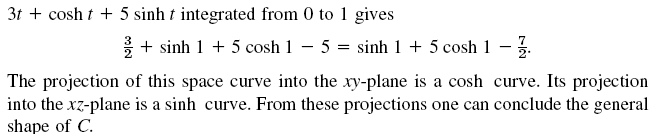 3t + cosh t + 5 sinh t integrated from 0 to 1 gives
3/2 + sinh 1 + 5 cosh 1 − 5 = sinh 1 + 5 cosh 1 − 7/2.
The projection of this space curve into the xy-plane is a cosh curve. Its projection
into the xz-plane is a sinh curve. From these projections one can conclude the general
shape of C.